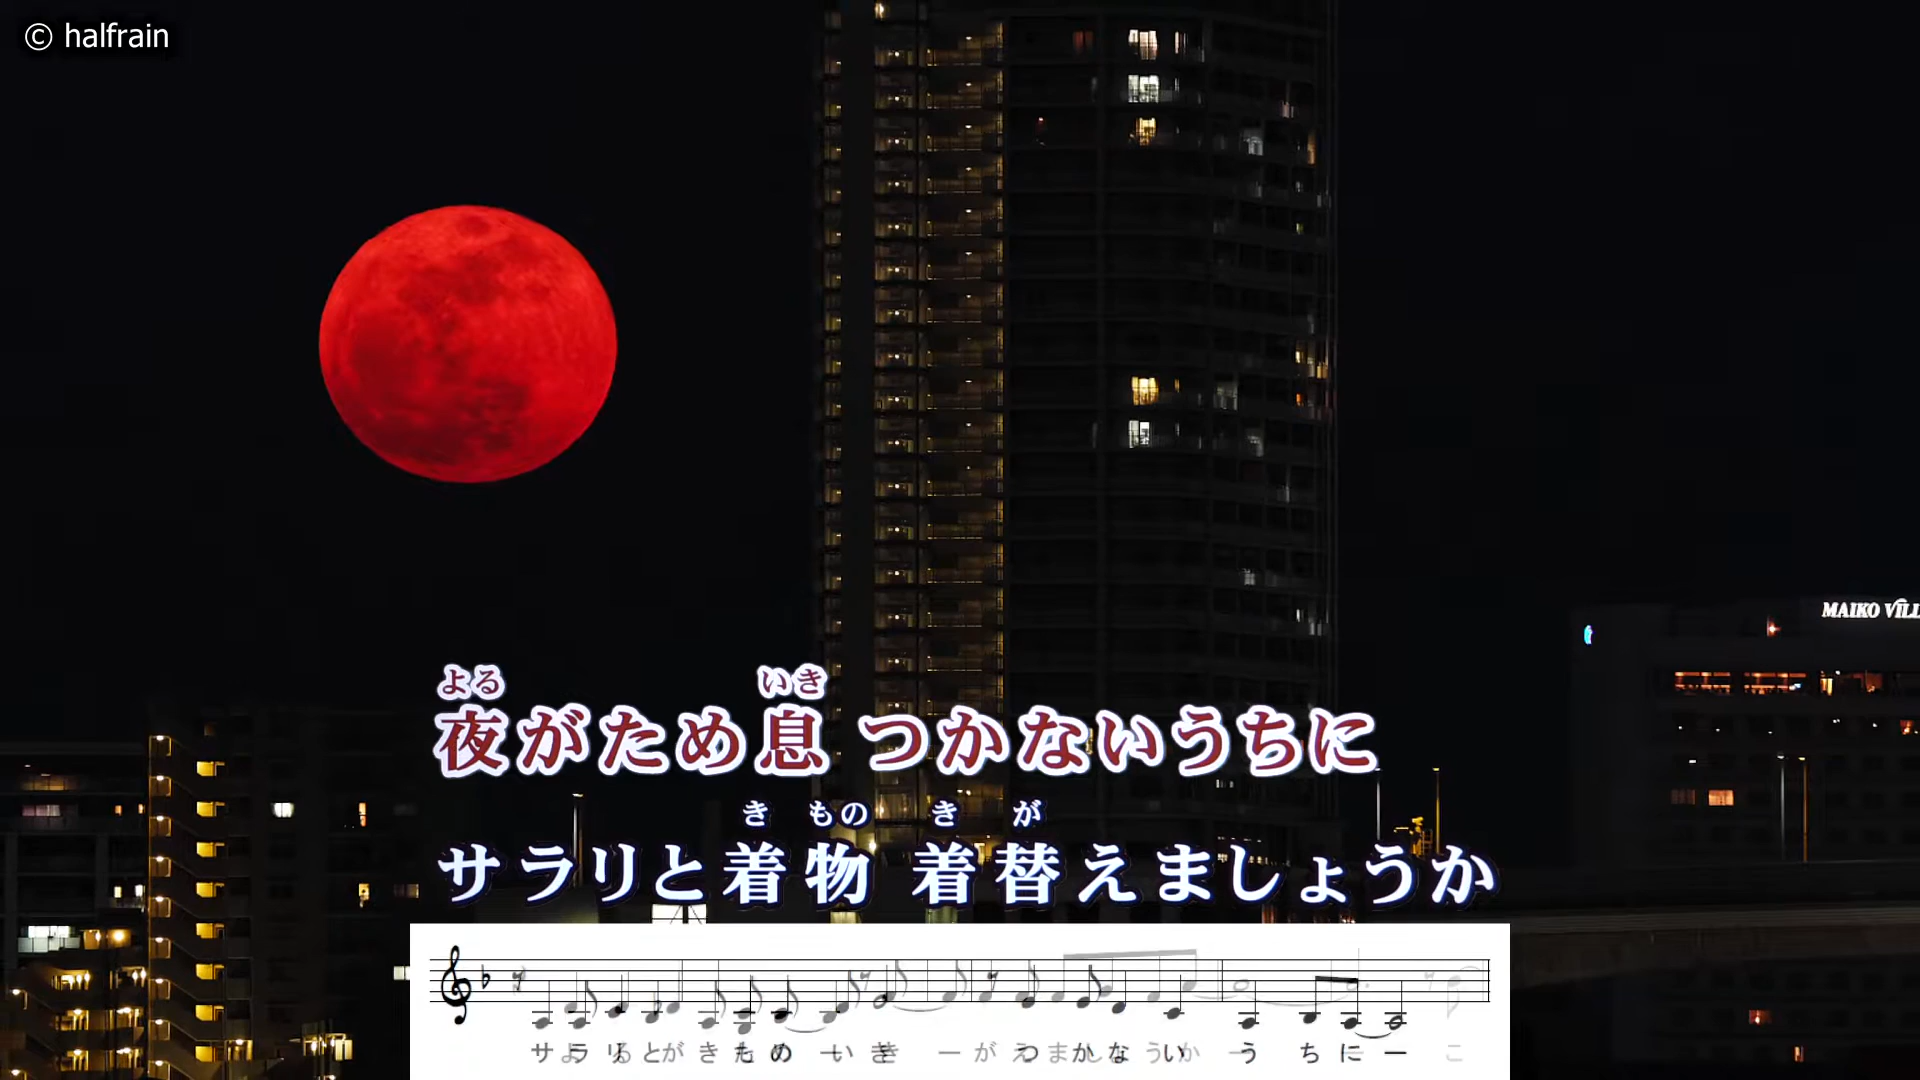 © halfrain
MAIKO VILL
よる いき
夜がため息 つかないうちに
き もの き が
サラリと着物 着替えましょうか